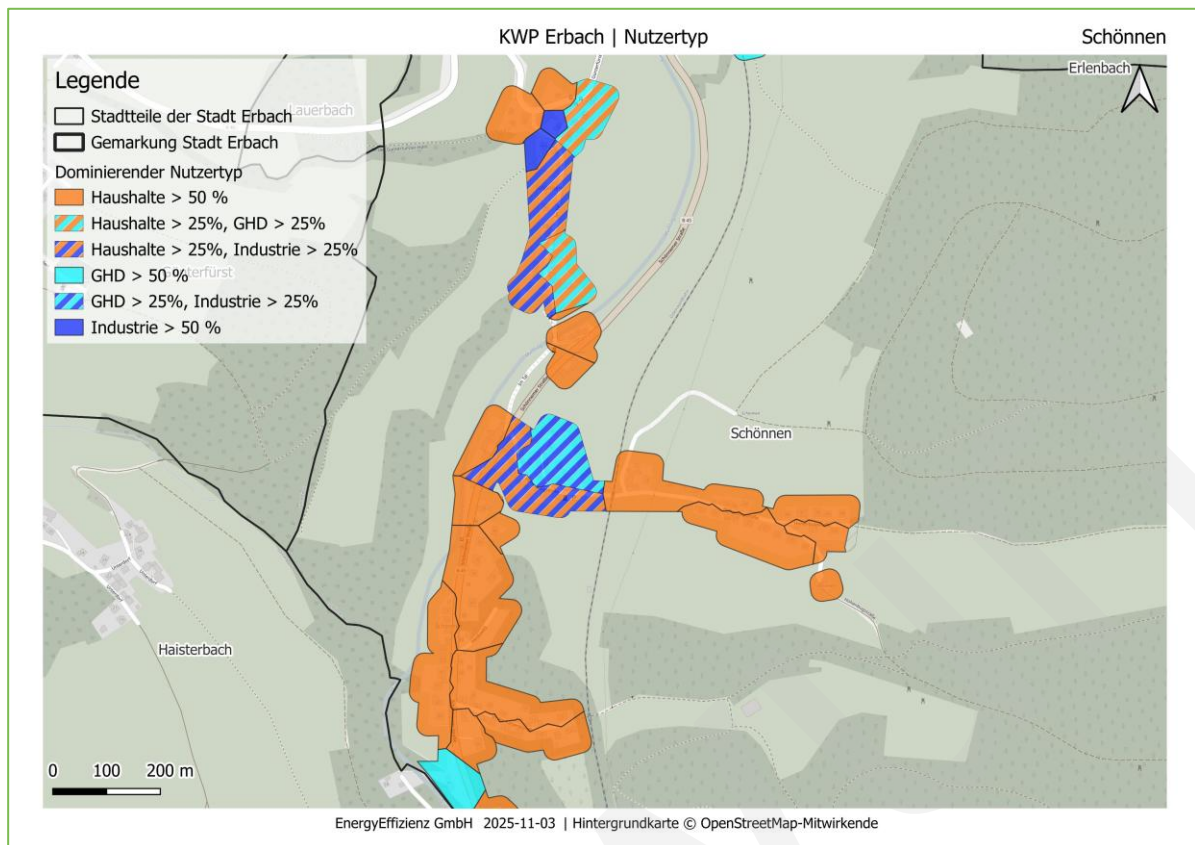 KWP Erbach | Nutzertyp
Schönnen
Legende
Stadtteile der Stadt Erbach
Gemarkung Stadt Erbach
Dominierender Nutzertyp
Haushalte > 50 %
Haushalte > 25%, GHD > 25%
Haushalte > 25%, Industrie > 25%
GHD > 50 %
GHD > 25%, Industrie > 25%
Industrie > 50 %
Lauerbach
Erlenbach
Schönnen
Haisterbach
0 100 200 m
EnergyEffizienz GmbH 2025-11-03 | Hintergrundkarte © OpenStreetMap-Mitwirkende